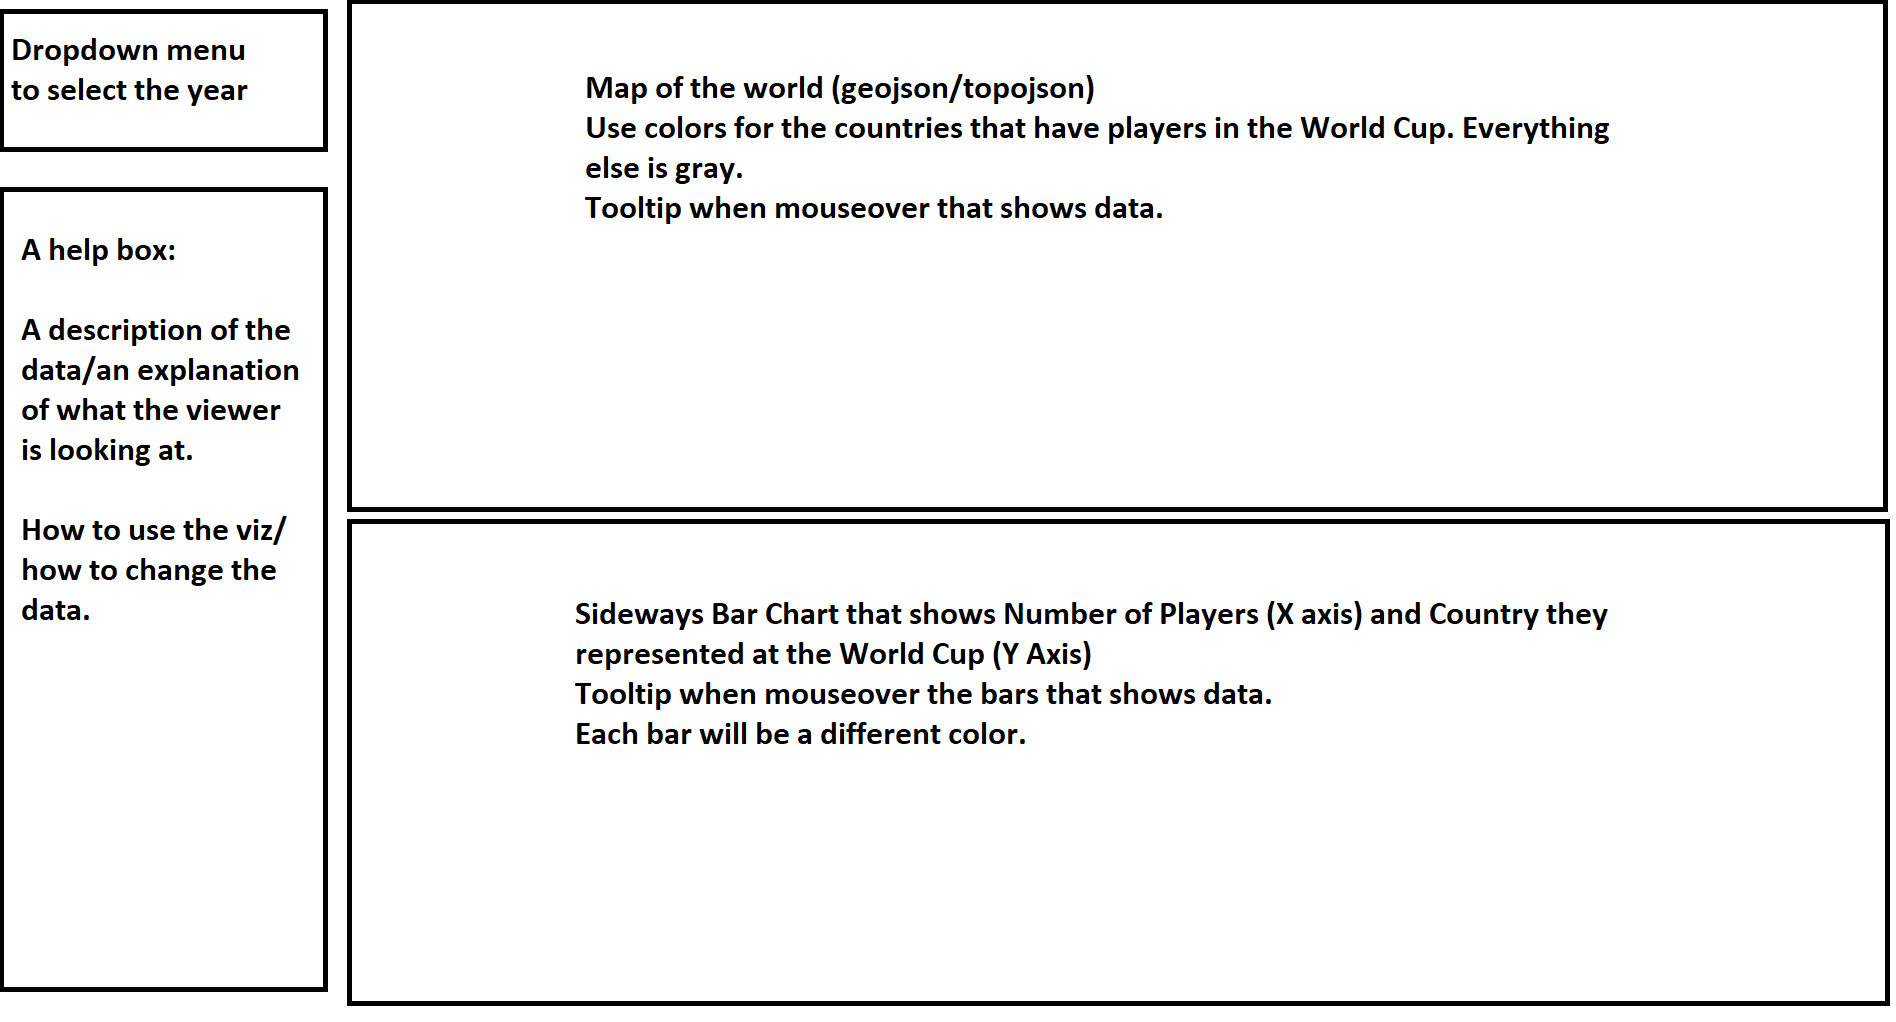 Dropdown menu
to select the year
A help box:
A description of the
data/an explanation
of what the viewer
is looking at.
How to use the viz/
how to change the
data.
Map of the world (geojson/topojson)
Use colors for the countries that have players in the World Cup. Everything
else is gray.
Tooltip when mouseover that shows data.
Sideways Bar Chart that shows Number of Players (X axis) and Country they
represented at the World Cup (Y Axis)
Tooltip when mouseover the bars that shows data.
Each bar will be a different color.